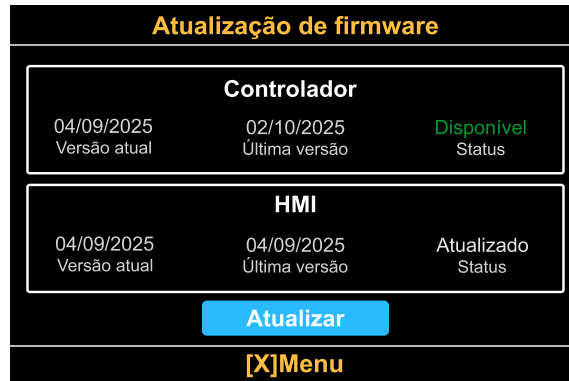 Atualização de firmware
Controlador
04/09/2025 02/10/2025 Disponível
Versão atual Última versão Status
HMI
04/09/2025 04/09/2025 Atualizado
Versão atual Última versão Status
Atualizar
[X]Menu